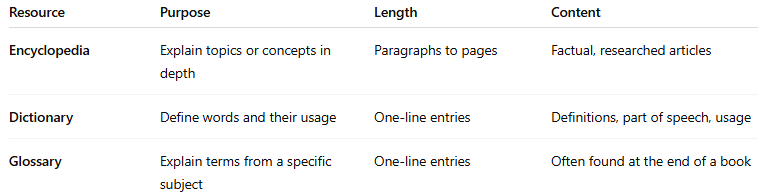 Resource Purpose Length Content
Encyclopedia Explain topics or concepts in Paragraphs to pages Factual, researched articles
depth
Dictionary Define words and their usage One-line entries Definitions, part of speech, usage
Glossary Explain terms from a specific One-line entries Often found at the end of a book
subject